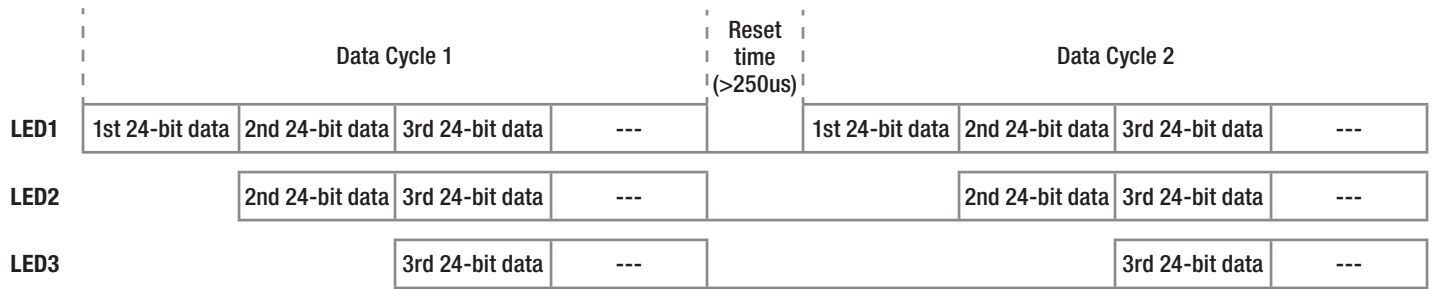 Data Cycle 1
Reset
time
(>250us)
Data Cycle 2
LED1 1st 24-bit data 2nd 24-bit data 3rd 24-bit data --- 1st 24-bit data 2nd 24-bit data 3rd 24-bit data ---
LED2 2nd 24-bit data 3rd 24-bit data --- 2nd 24-bit data 3rd 24-bit data ---
LED3 3rd 24-bit data --- 3rd 24-bit data ---